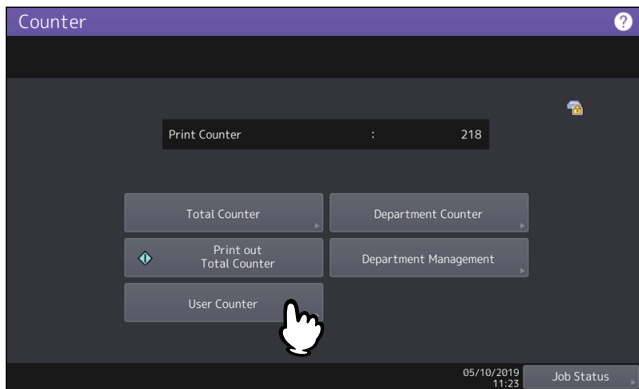 Counter
?
Print Counter : 218
Total Counter
Department Counter
Print out
Total Counter
Department Management
User Counter
05/10/2019
11:23
Job Status